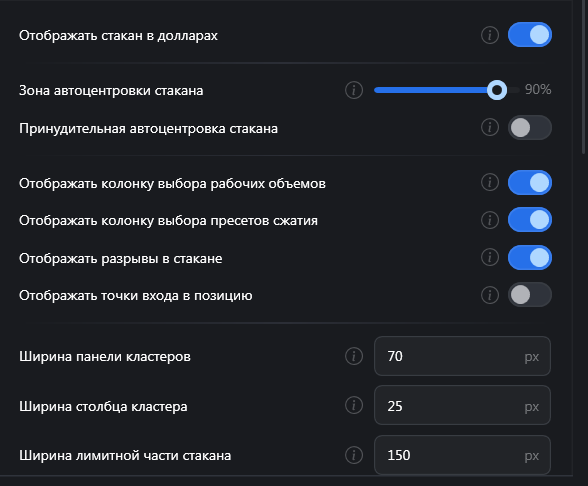 Отображать стакан в долларах
Зона автоцентровки стакана 90%
Принудительная автоцентровка стакана
Отображать колонку выбора рабочих объемов
Отображать колонку выбора пресетов сжатия
Отображать разрывы в стакане
Отображать точки входа в позицию
Ширина панели кластеров 70 px
Ширина столбца кластера 25 px
Ширина лимитной части стакана 150 px